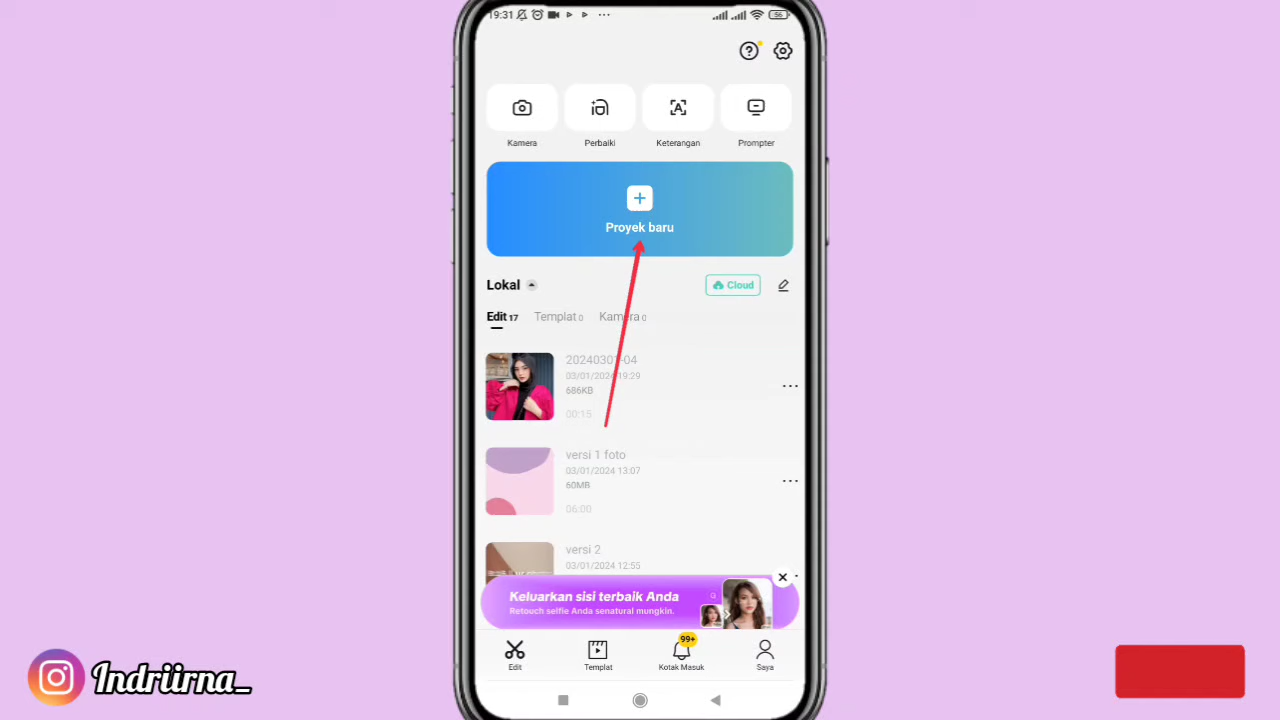 19:31
56
Kamera
Perbaiki
Keterangan
Prompter
Proyek baru
Lokal
Cloud
Edit 17
Templat 0
Kamera 0
20240301-04
03/01/2024 19:29
686KB
00:15
versi 1 foto
03/01/2024 13:07
60MB
06:00
versi 2
03/01/2024 12:55
Keluarkan sisi terbaik Anda
Retouch selfie Anda senatural mungkin.
99+
Edit
Templat
Kotak Masuk
Saya
Indriirna_